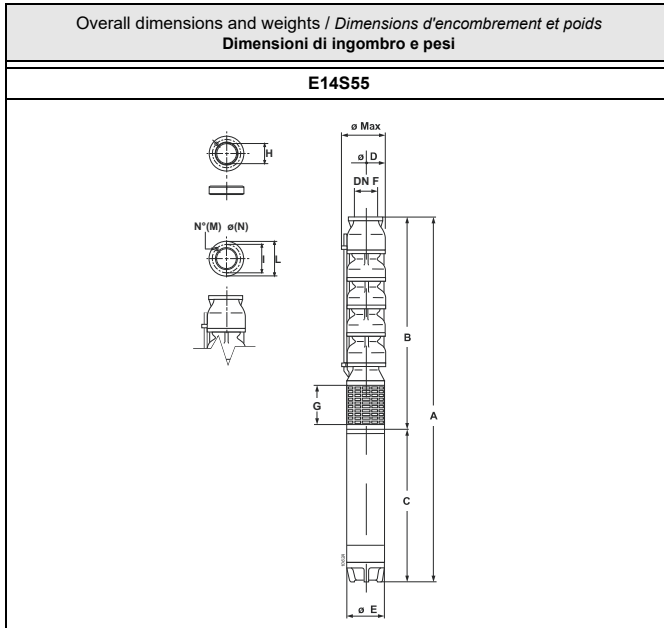 Overall dimensions and weights / Dimensions d'encombrement et poids
Dimensioni di ingombro e pesi
E14S55
ø Max
ø D
DN F
H
N°(M) ø(N)
I
L
B
A
G
C
ø E